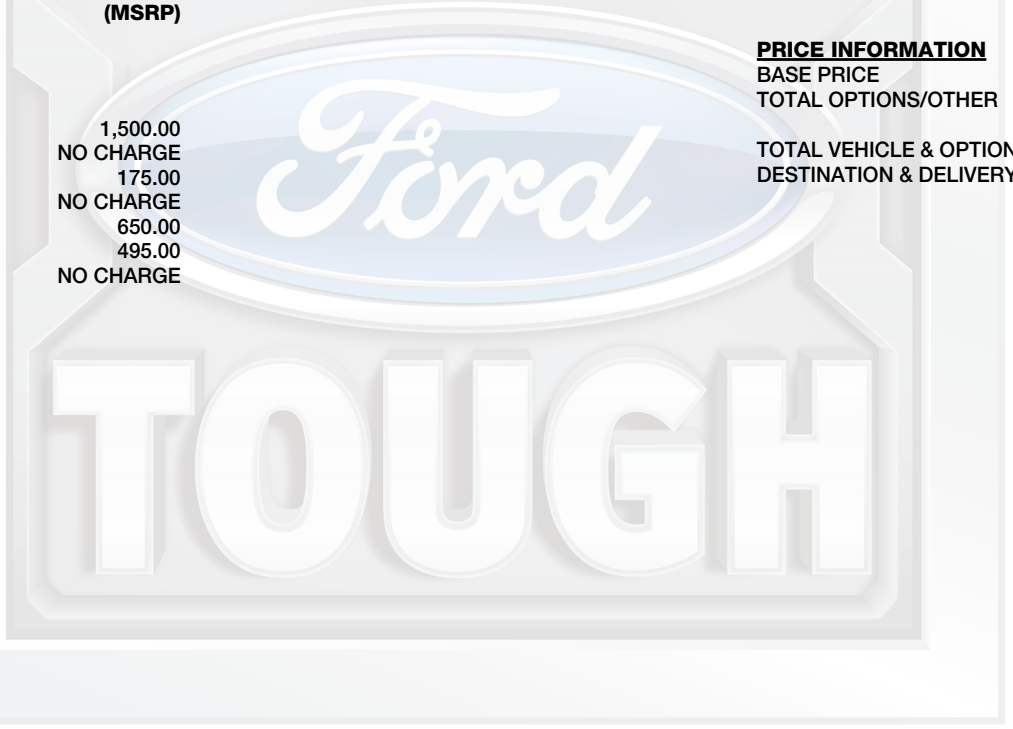 (MSRP)
1,500.00
NO CHARGE
175.00
NO CHARGE
650.00
495.00
NO CHARGE
PRICE INFORMATION
BASE PRICE
TOTAL OPTIONS/OTHER
TOTAL VEHICLE & OPTION
DESTINATION & DELIVERY
Ford
TOUGH